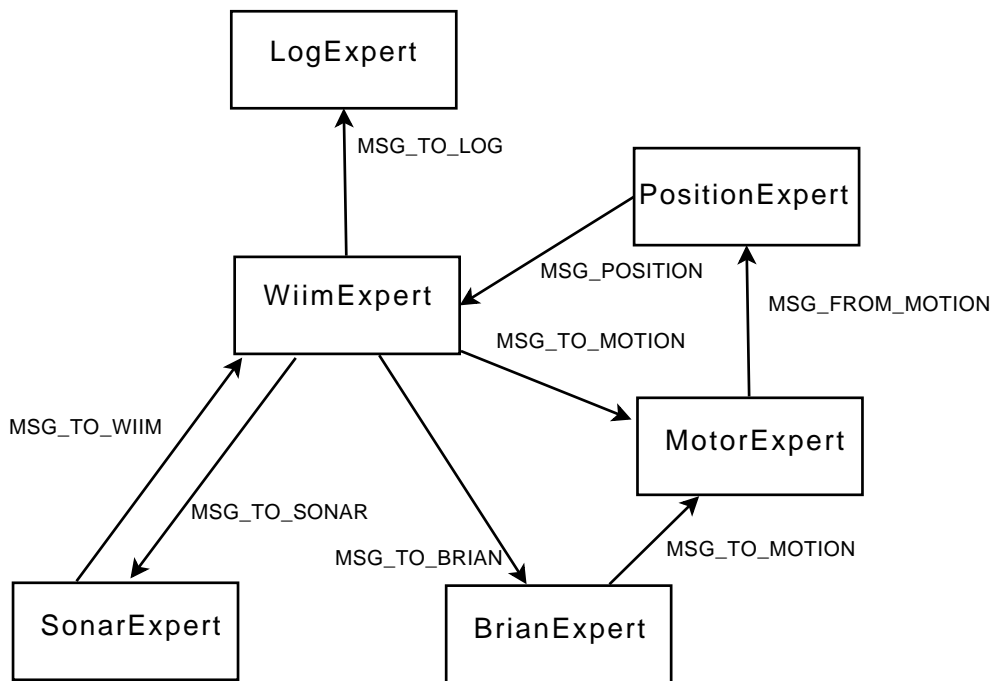 LogExpert
MSG_TO_LOG
PositionExpert
MSG_POSITION
WiimExpert
MSG_FROM_MOTION
MSG_TO_MOTION
MSG_TO_WIIM
MotorExpert
MSG_TO_SONAR
MSG_TO_BRIAN
MSG_TO_MOTION
SonarExpert
BrianExpert